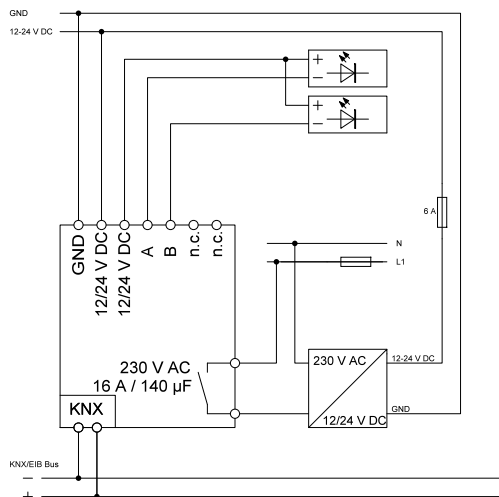 GND
12-24 V DC
+
−
+
−
6 A
GND
12/24 V DC
12/24 V DC
A
B
n.c.
n.c.
N
L1
230 V AC
16 A / 140 µF
230 V AC
12/24 V DC
12-24 V DC
GND
KNX
KNX/EIB Bus
−
+